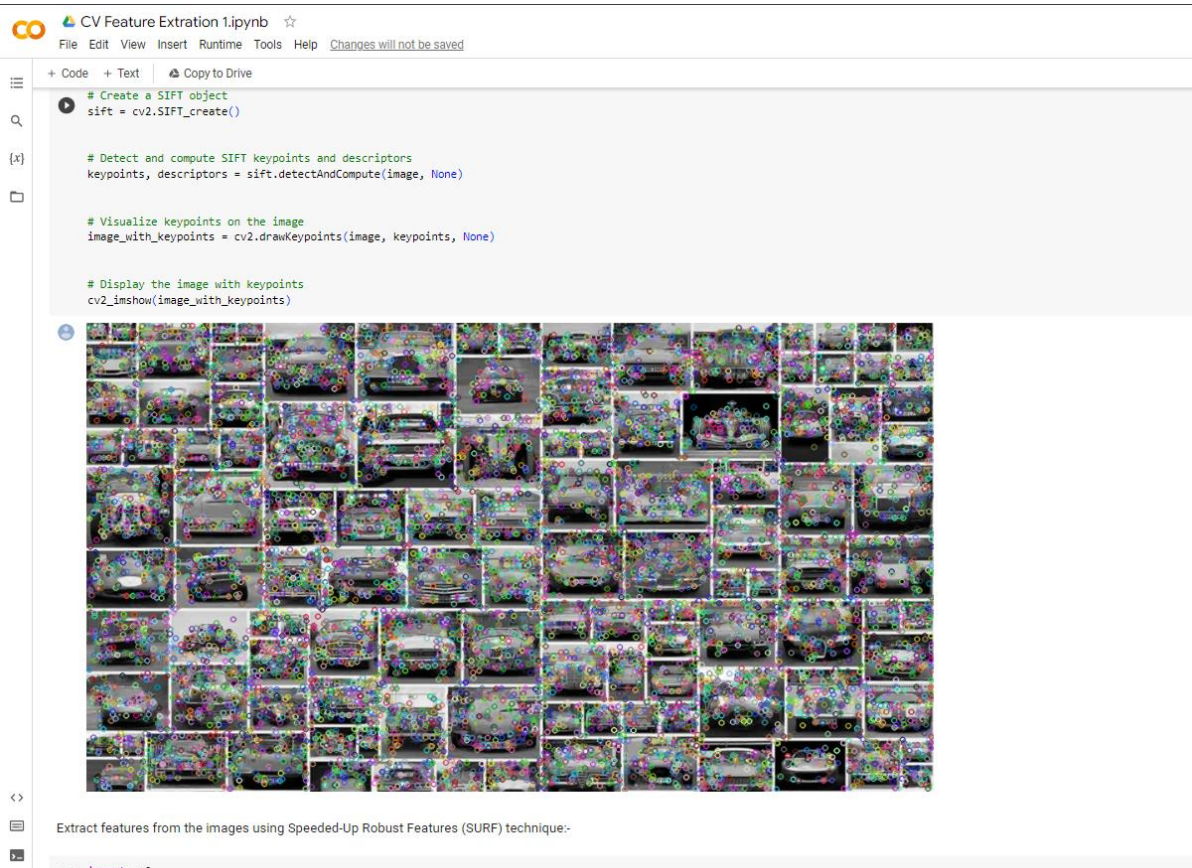 CV Feature Extration 1.ipynb
File Edit View Insert Runtime Tools Help Changes will not be saved
+ Code + Text Copy to Drive
# Create a SIFT object
sift = cv2.SIFT_create()
{x}
# Detect and compute SIFT keypoints and descriptors
keypoints, descriptors = sift.detectAndCompute(image, None)
# Visualize keypoints on the image
image_with_keypoints = cv2.drawKeypoints(image, keypoints, None)
# Display the image with keypoints
cv2_imshow(image_with_keypoints)
Extract features from the images using Speeded-Up Robust Features (SURF) technique:-